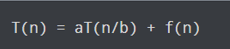 T(n) = aT(n/b) + f(n)